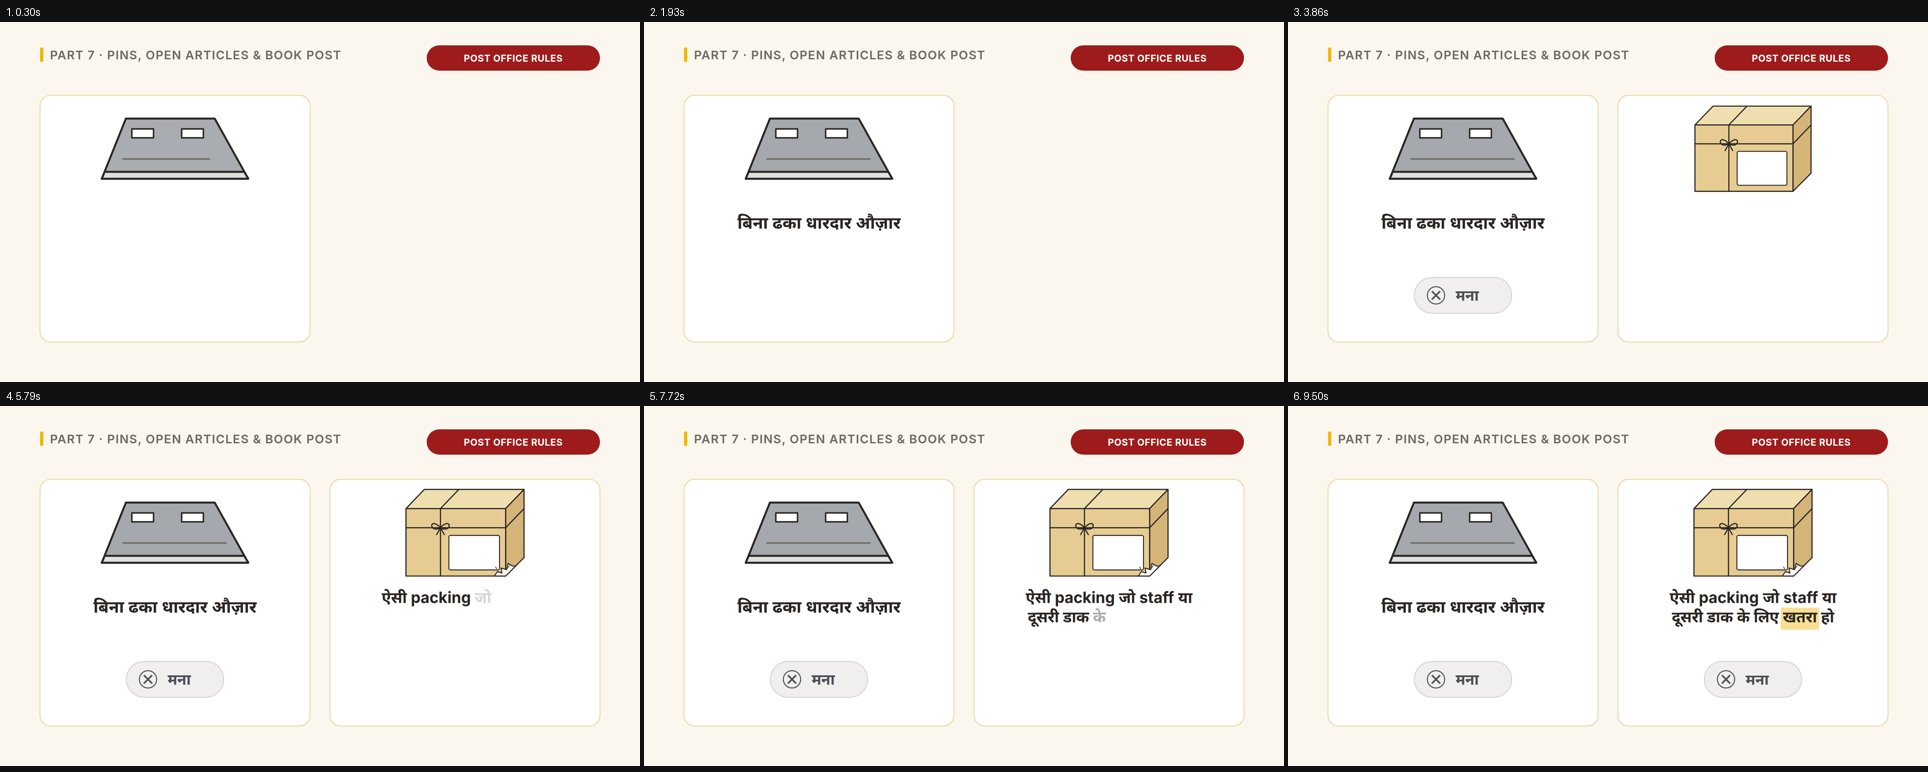 1. 0.30s
PART 7 · PINS, OPEN ARTICLES & BOOK POST
POST OFFICE RULES
2. 1.93s
PART 7 · PINS, OPEN ARTICLES & BOOK POST
POST OFFICE RULES
बिना ढका धारदार औज़ार
3. 3.86s
PART 7 · PINS, OPEN ARTICLES & BOOK POST
POST OFFICE RULES
बिना ढका धारदार औज़ार
मना
4. 5.79s
PART 7 · PINS, OPEN ARTICLES & BOOK POST
POST OFFICE RULES
बिना ढका धारदार औज़ार
मना
ऐसी packing जो
5. 7.72s
PART 7 · PINS, OPEN ARTICLES & BOOK POST
POST OFFICE RULES
बिना ढका धारदार औज़ार
मना
ऐसी packing जो staff या
दूसरी डाक के
6. 9.50s
PART 7 · PINS, OPEN ARTICLES & BOOK POST
POST OFFICE RULES
बिना ढका धारदार औज़ार
मना
ऐसी packing जो staff या
दूसरी डाक के लिए खतरा हो
मना